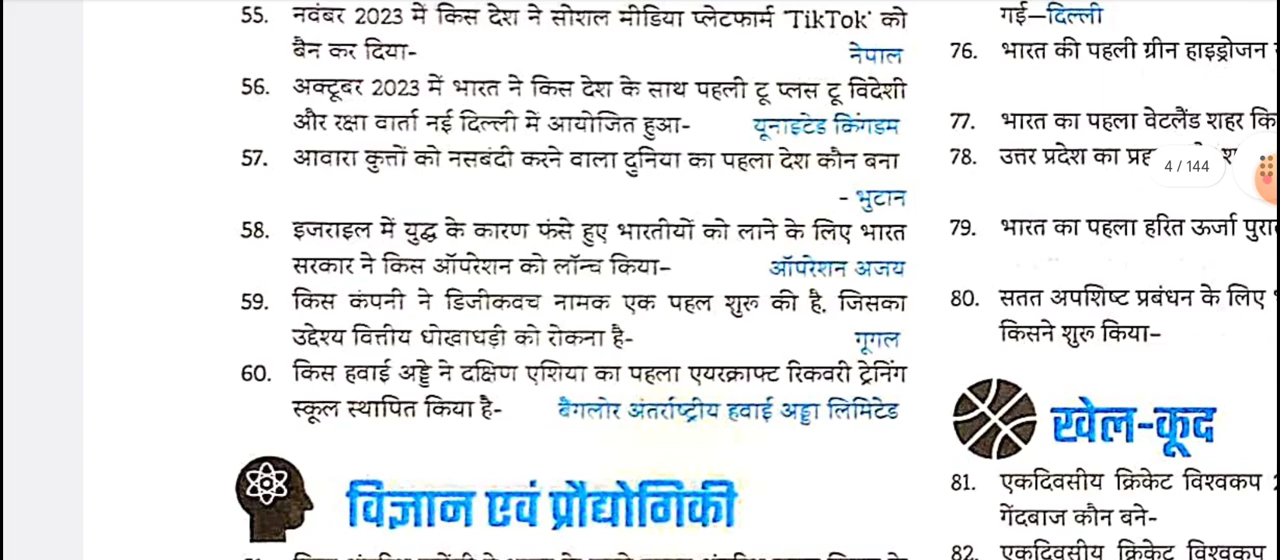 55. नवंबर 2023 में किस देश ने सोशल मीडिया प्लेटफार्म 'TikTok' को
बैन कर दिया- नेपाल
56. अक्टूबर 2023 में भारत ने किस देश के साथ पहली टू प्लस टू विदेशी
और रक्षा वार्ता नई दिल्ली में आयोजित हुआ- यूनाइटेड किंगडम
57. आवारा कुत्तों को नसबंदी करने वाला दुनिया का पहला देश कौन बना
- भुटान
58. इजराइल में युद्ध के कारण फंसे हुए भारतीयों को लाने के लिए भारत
सरकार ने किस ऑपरेशन को लॉन्च किया- ऑपरेशन अजय
59. किस कंपनी ने डिजीकवच नामक एक पहल शुरू की है, जिसका
उद्देश्य वित्तीय धोखाधड़ी को रोकना है- गूगल
60. किस हवाई अड्डे ने दक्षिण एशिया का पहला एयरक्राफ्ट रिकवरी ट्रेनिंग
स्कूल स्थापित किया है- बैगलोर अंतर्राष्ट्रीय हवाई अड्डा लिमिटेड
विज्ञान एवं प्रौद्योगिकी
गई—दिल्ली
76. भारत की पहली ग्रीन हाइड्रोजन
77. भारत का पहला वेटलैंड शहर
78. उत्तर प्रदेश का
4 / 144
79. भारत का पहला हरित ऊर्जा
80. सतत अपशिष्ट प्रबंधन के लिए
किसने शुरू किया-
खेल-कूद
81. एकदिवसीय क्रिकेट विश्वकप
गेंदबाज कौन बने-
82. एकदिवसीय क्रिकेट विश्वकप